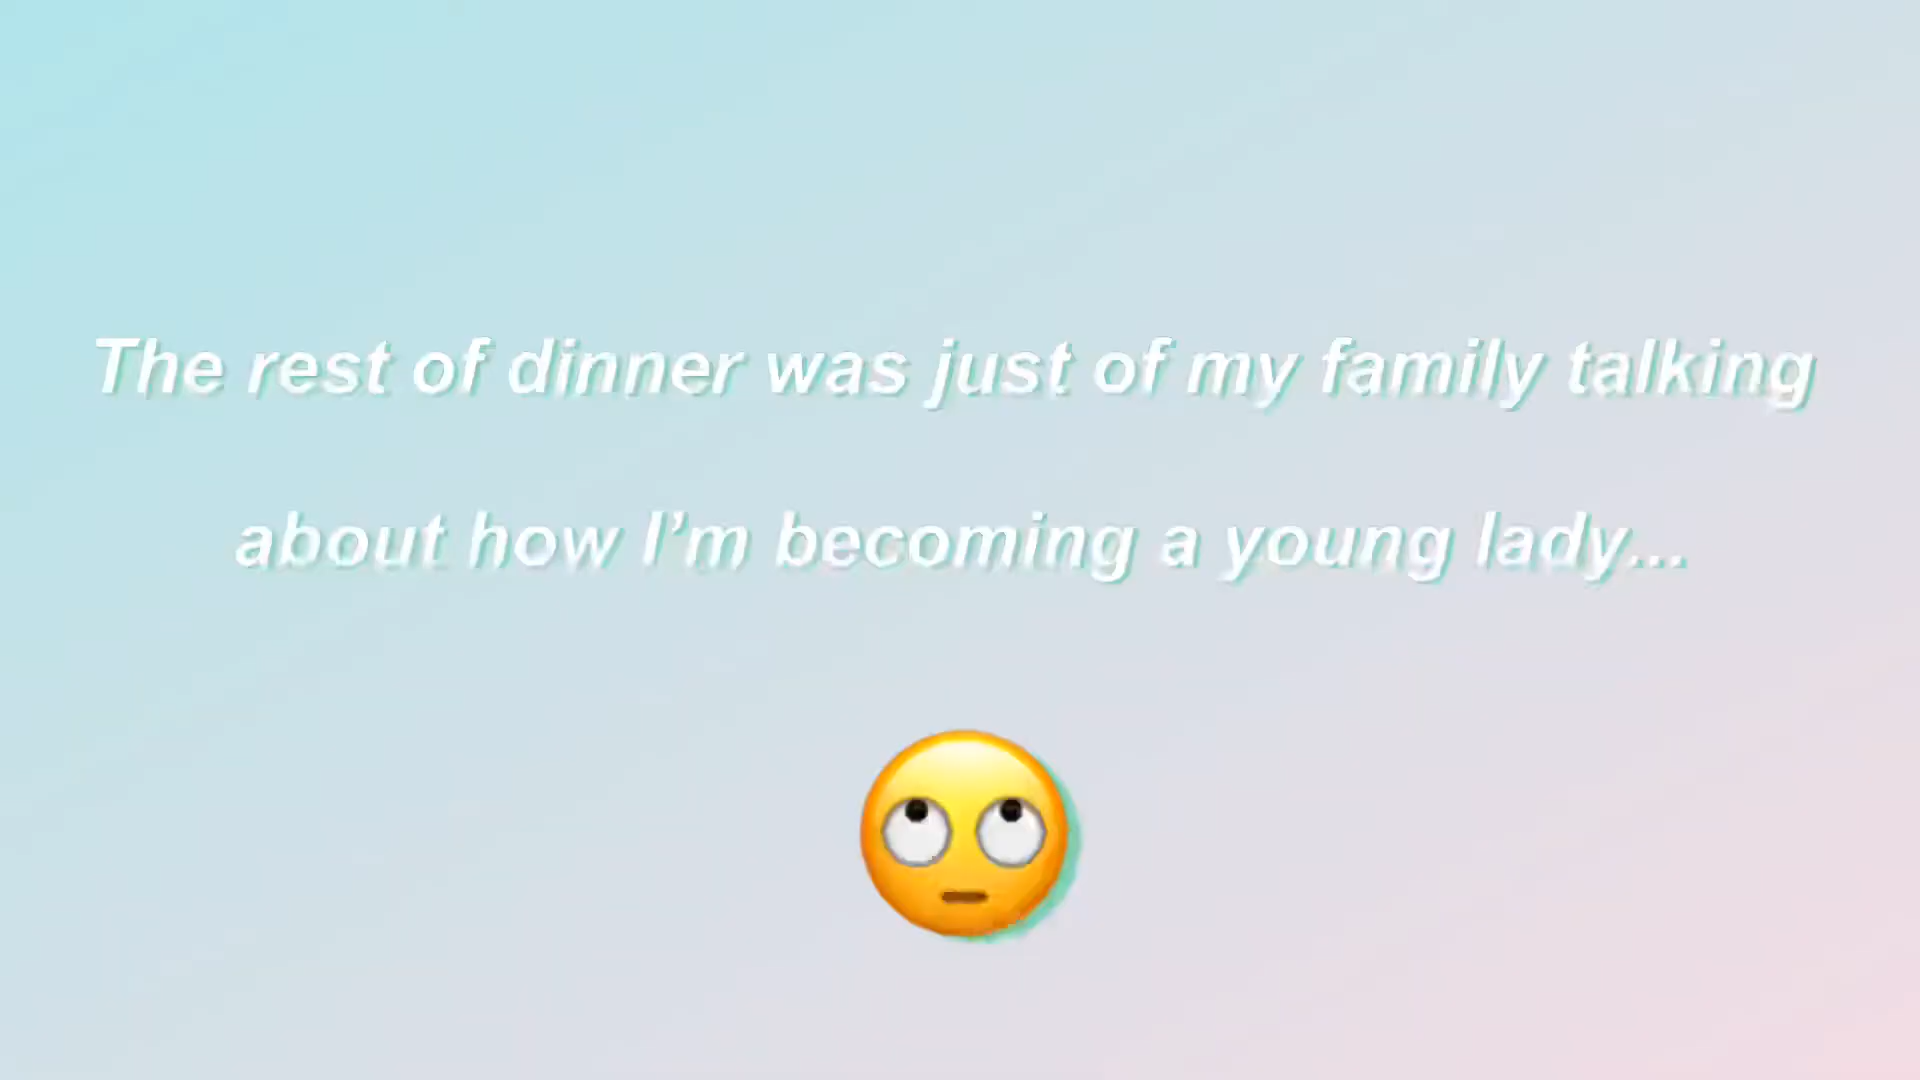 The rest of dinner was just of my family talking
about how I’m becoming a young lady...